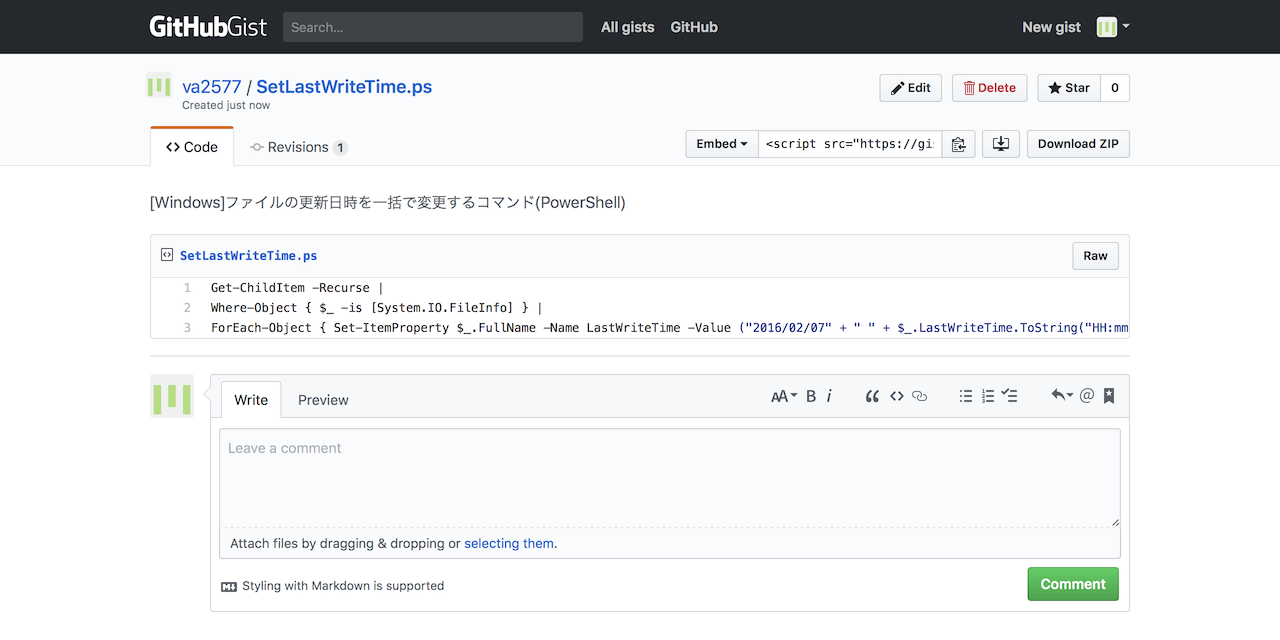 GitHubGist Search... All gists GitHub New gist
va2577 / SetLastWriteTime.ps Edit Delete Star 0
Created just now
Code Revisions 1 Embed <script src="https://gi Download ZIP
[Windows]ファイルの更新日時を一括で変更するコマンド(PowerShell)
SetLastWriteTime.ps Raw
1 Get-ChildItem -Recurse |
2 Where-Object { $_ -is [System.IO.FileInfo] } |
3 ForEach-Object { Set-ItemProperty $_.FullName -Name LastWriteTime -Value ("2016/02/07" + " " + $_.LastWriteTime.ToString("HH:mm
Write Preview AA B i @
Leave a comment
Attach files by dragging & dropping or selecting them.
Styling with Markdown is supported Comment